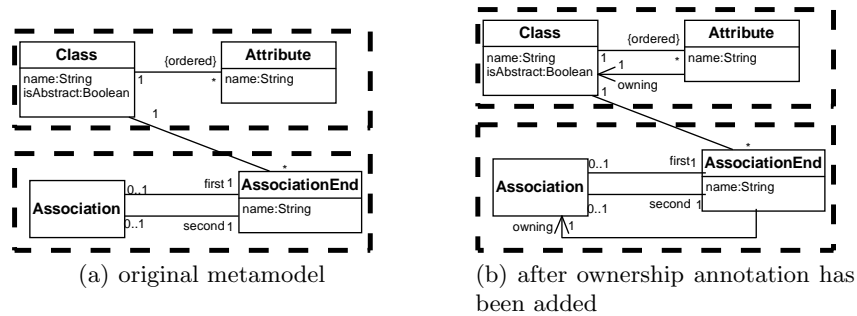 Class
name:String
isAbstract:Boolean
{ordered}
1
*
Attribute
name:String
1
*
Association
0..1
first 1
0..1
second 1
AssociationEnd
name:String
(a) original metamodel
Class
name:String
isAbstract:Boolean
{ordered}
1
1
*
owning
Attribute
name:String
1
*
Association
0..1
first 1
0..1
second 1
AssociationEnd
name:String
owning
1
(b) after ownership annotation has
been added